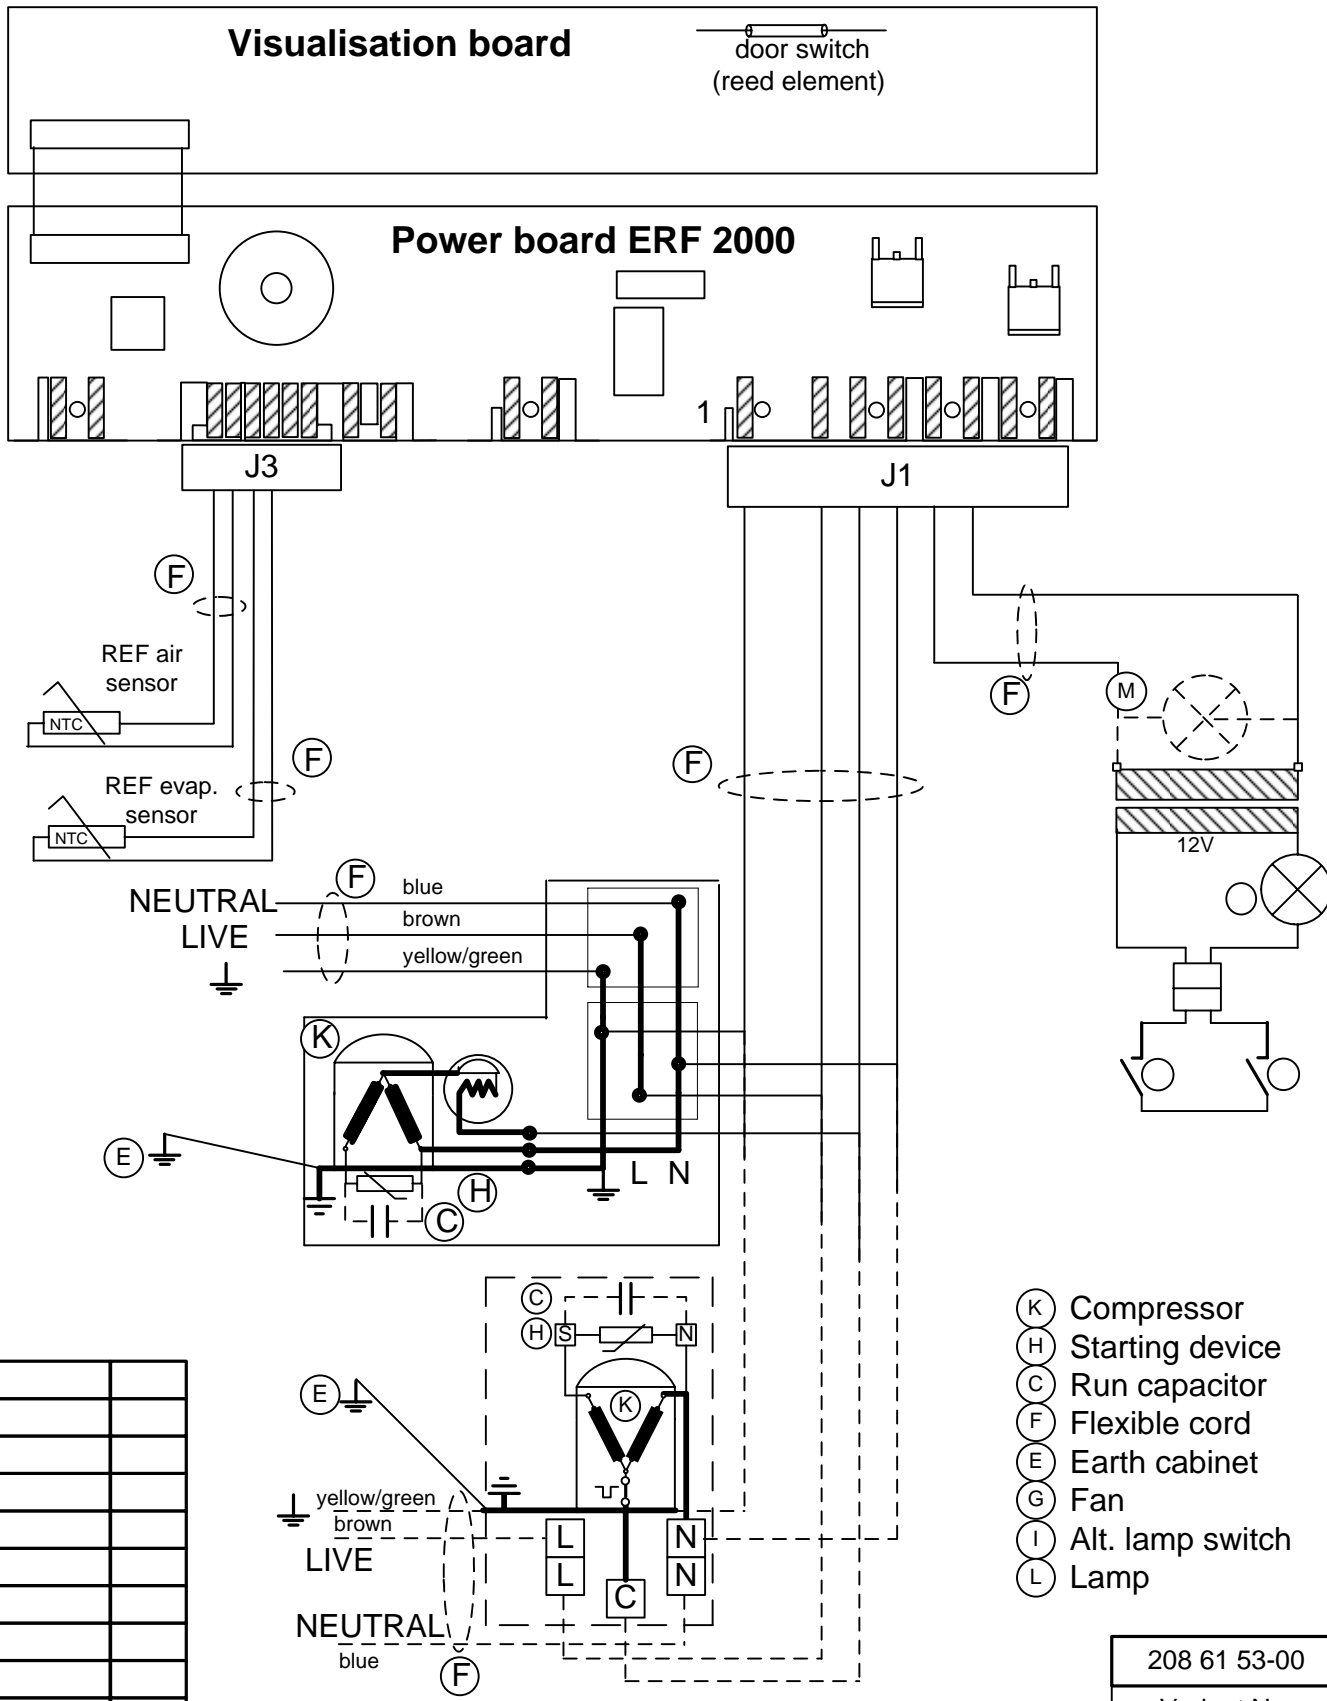 Visualisation board
door switch
(reed element)
Power board ERF 2000
1
J3
J1
F
REF air
sensor
NTC
F
REF evap.
sensor
NTC
F
F
M
12V
F
NEUTRAL
blue
LIVE
brown
yellow/green
K
E
L N
H
C
C
H
S
N
K
E
yellow/green
brown
LIVE
L
N
L
N
C
NEUTRAL
blue
F
K Compressor
H Starting device
C Run capacitor
F Flexible cord
E Earth cabinet
G Fan
I Alt. lamp switch
L Lamp
208 61 53-00